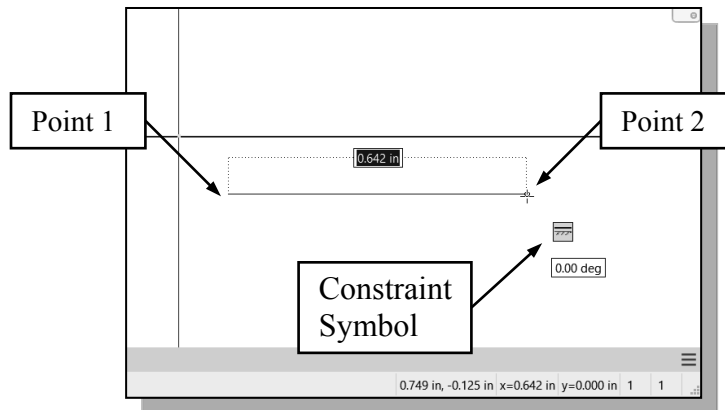 Point 1
Point 2
0.642 in
0.00 deg
Constraint
Symbol
0.749 in, -0.125 in x=0.642 in y=0.000 in 1 1